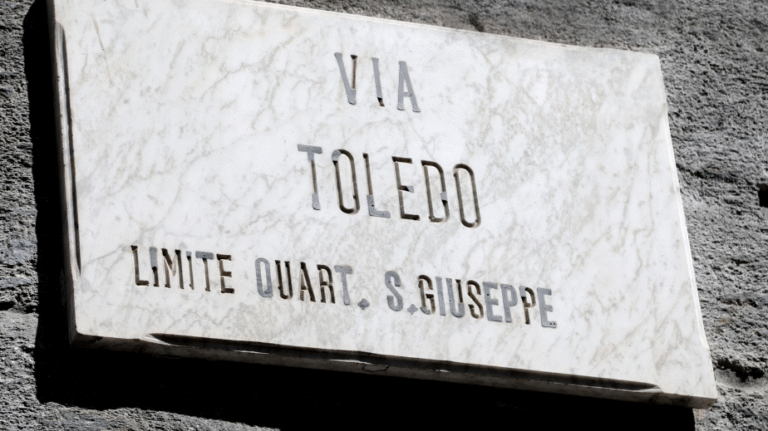 VIA
TOLEDO
LIMITE QUART. S.GIUSEPPE